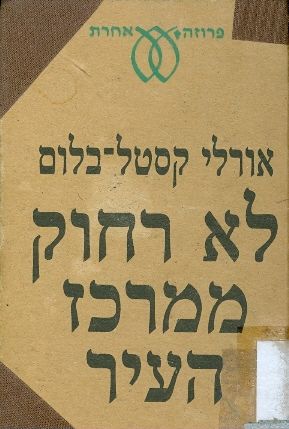 פרוזה אחרת
אורלי קסטל-בלום
לא רחוק
ממרכז
העיר